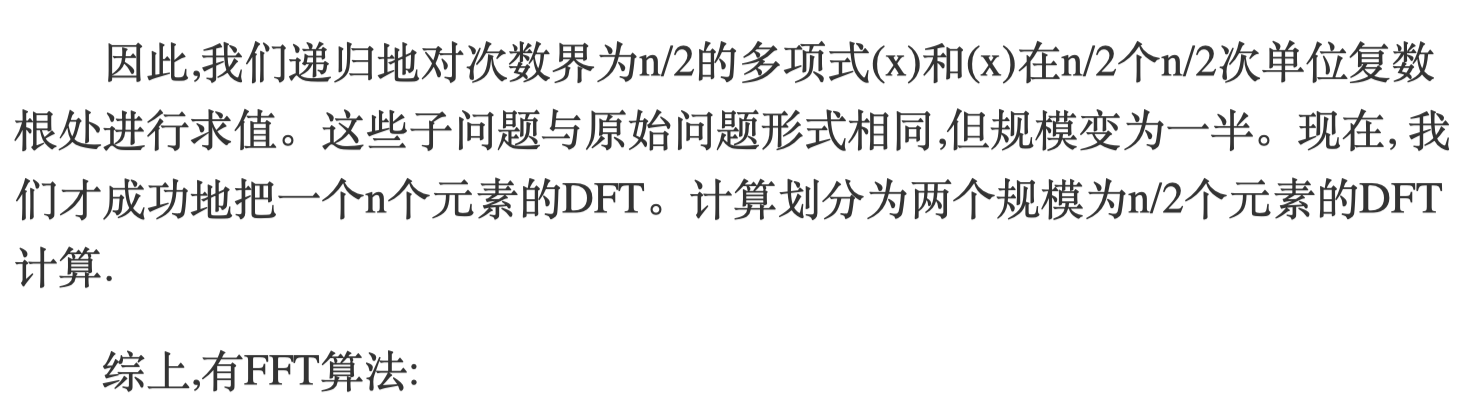 因此,我们递归地对次数界为n/2的多项式(x)和(x)在n/2个n/2次单位复数
根处进行求值。这些子问题与原始问题形式相同,但规模变为一半。现在, 我
们才成功地把一个n个元素的DFT。计算划分为两个规模为n/2个元素的DFT
计算.
综上,有FFT算法: